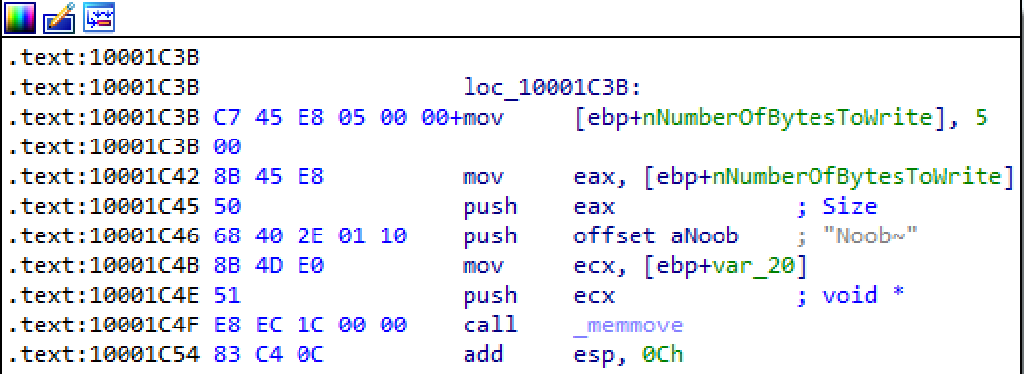 .text:10001C3B
.text:10001C3B loc_10001C3B:
.text:10001C3B C7 45 E8 05 00 00+mov [ebp+nNumberOfBytesToWrite], 5
.text:10001C3B 00
.text:10001C42 8B 45 E8 mov eax, [ebp+nNumberOfBytesToWrite]
.text:10001C45 50 push eax ; Size
.text:10001C46 68 40 2E 01 10 push offset aNoob ; "Noob~"
.text:10001C4B 8B 4D E0 mov ecx, [ebp+var_20]
.text:10001C4E 51 push ecx ; void *
.text:10001C4F E8 EC 1C 00 00 call _memmove
.text:10001C54 83 C4 0C add esp, 0Ch